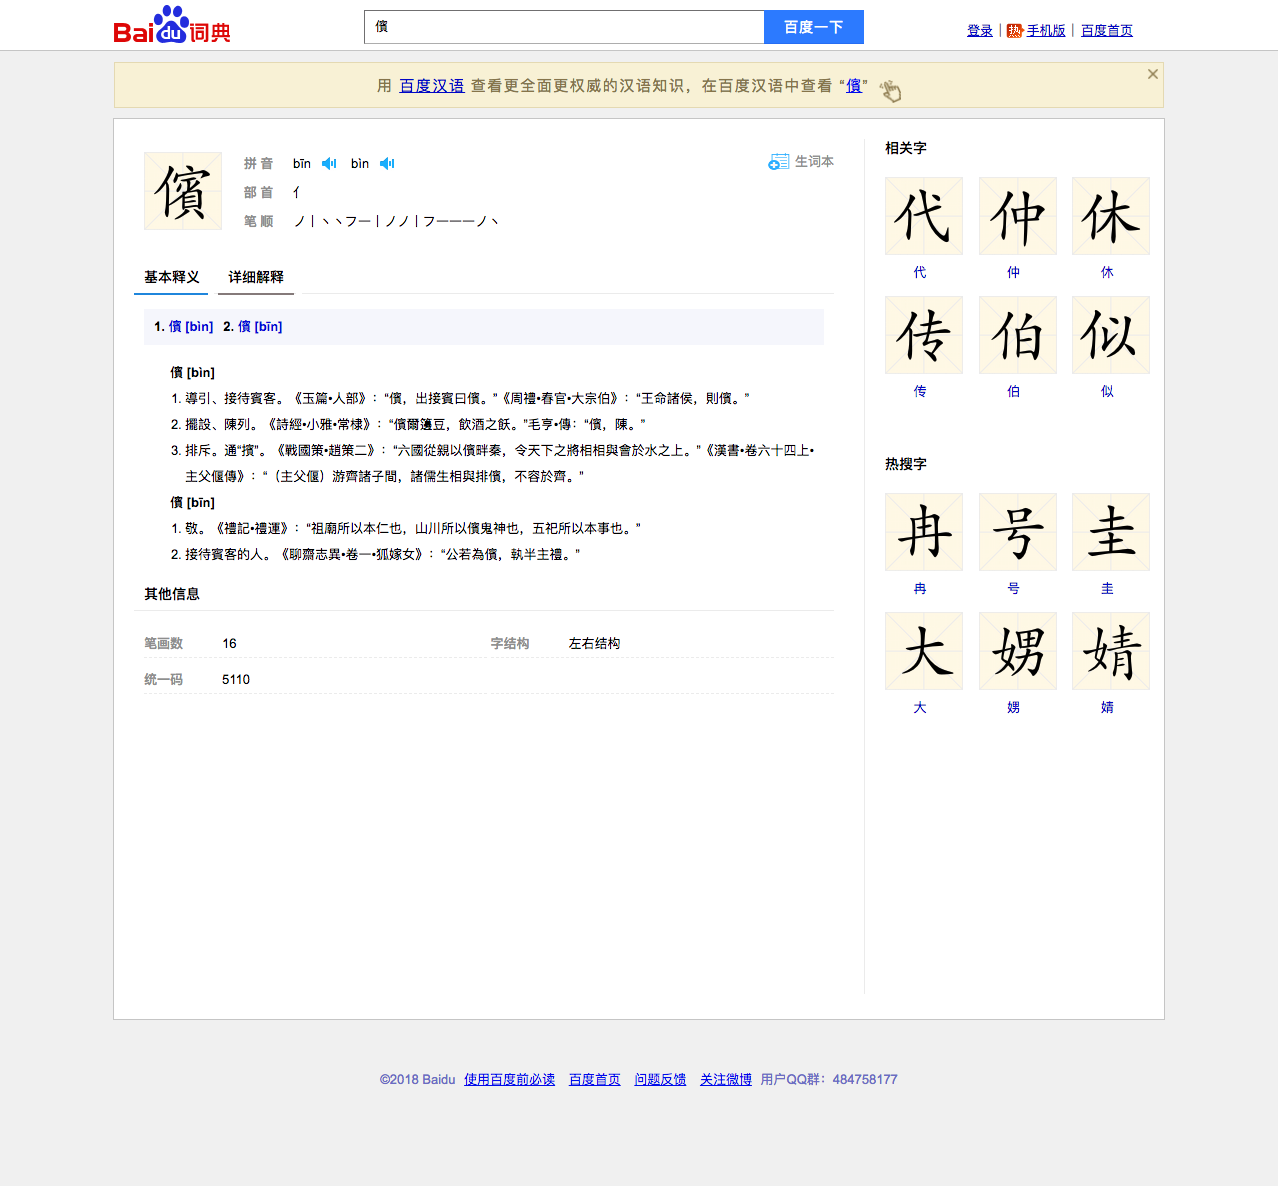 Baidu词典
儐
百度一下
登录 | 热 手机版 | 百度首页
用 百度汉语 查看更全面更权威的汉语知识，在百度汉语中查看 “儐”
儐
拼 音 bīn bìn
生词本
部 首 亻
笔 顺 ノ丨丶丶フ一丨ノノ丨フ一一一ノ丶
基本释义 详细解释
1. 儐 [bìn] 2. 儐 [bīn]
儐 [bìn]
1. 導引、接待賓客。《玉篇•人部》：“儐，出接賓曰儐。”《周禮•春官•大宗伯》：“王命諸侯，則儐。”
2. 擺設、陳列。《詩經•小雅•常棣》：“儐爾籩豆，飲酒之飫。”毛亨•傳：“儐，陳。”
3. 排斥。通“擯”。《戰國策•趙策二》：“六國從親以儐畔秦，令天下之將相相與會於水之上。”《漢書•卷六十四上•
主父偃傳》：“（主父偃）游齊諸子間，諸儒生相與排儐，不容於齊。”
儐 [bīn]
1. 敬。《禮記•禮運》：“祖廟所以本仁也，山川所以儐鬼神也，五祀所以本事也。”
2. 接待賓客的人。《聊齋志異•卷一•狐嫁女》：“公若為儐，執半主禮。”
其他信息
笔画数 16 字结构 左右结构
统一码 5110
相关字
代 仲 休
代 仲 休
传 伯 似
传 伯 似
热搜字
冉 号 圭
冉 号 圭
大 娚 婧
大 娚 婧
©2018 Baidu 使用百度前必读 百度首页 问题反馈 关注微博 用户QQ群：484758177